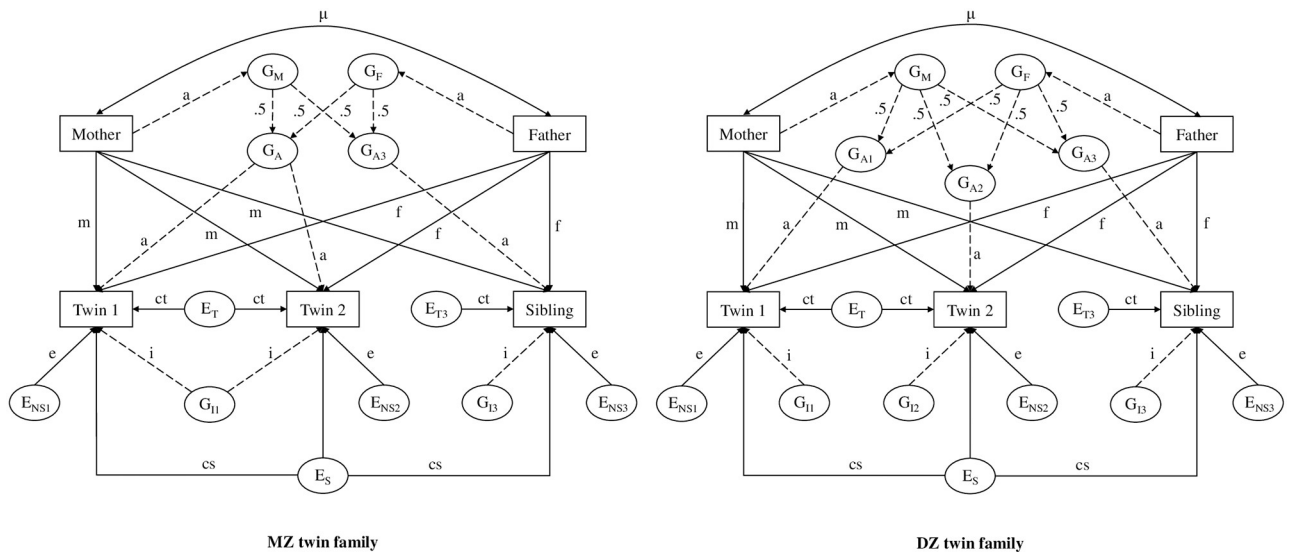 μ μ
G_M G_F G_M G_F
a .5 .5 .5 .5 a a .5 .5 .5 .5 .5 .5 a
Mother Father Mother Father
G_A G_A3 G_A1 G_A2 G_A3
m m m f f f m m m f f f
a a a a a a
Twin 1 ct E_T ct Twin 2 E_T3 ct Sibling Twin 1 ct E_T ct Twin 2 E_T3 ct Sibling
e i i e i e e i i e i e
E_NS1 G_I1 E_NS2 G_I3 E_NS3 E_NS1 G_I1 G_I2 E_NS2 G_I3 E_NS3
cs E_S cs cs E_S cs
MZ twin family DZ twin family